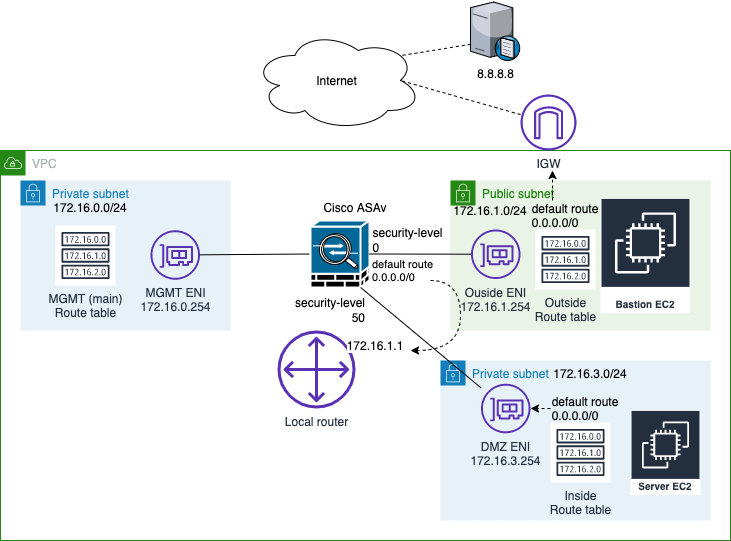 8.8.8.8
Internet
IGW
VPC
Private subnet
172.16.0.0/24
172.16.0.0
172.16.1.0
172.16.2.0
MGMT (main)
Route table
MGMT ENI
172.16.0.254
Cisco ASAv
security-level
0
default route
0.0.0.0/0
security-level
50
172.16.1.1
Local router
Public subnet
172.16.1.0/24
default route
0.0.0.0/0
Ouside ENI
172.16.1.254
172.16.0.0
172.16.1.0
172.16.2.0
Outside
Route table
Bastion EC2
Private subnet
172.16.3.0/24
default route
0.0.0.0/0
DMZ ENI
172.16.3.254
172.16.0.0
172.16.1.0
172.16.2.0
Inside
Route table
Server EC2